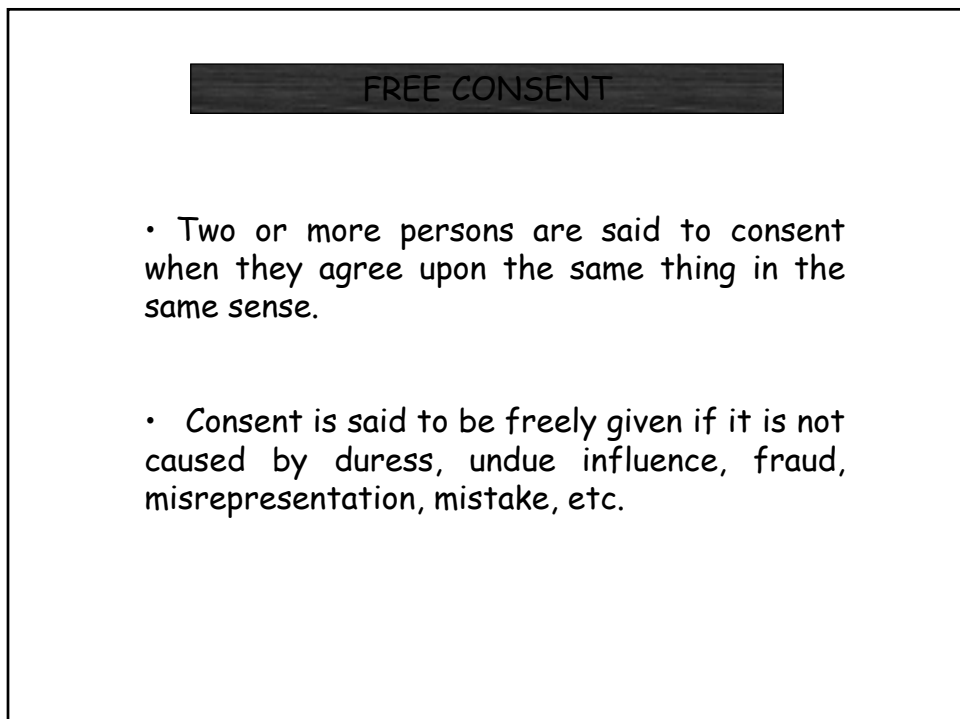 FREE CONSENT
• Two or more persons are said to consent
when they agree upon the same thing in the
same sense.
• Consent is said to be freely given if it is not
caused by duress, undue influence, fraud,
misrepresentation, mistake, etc.